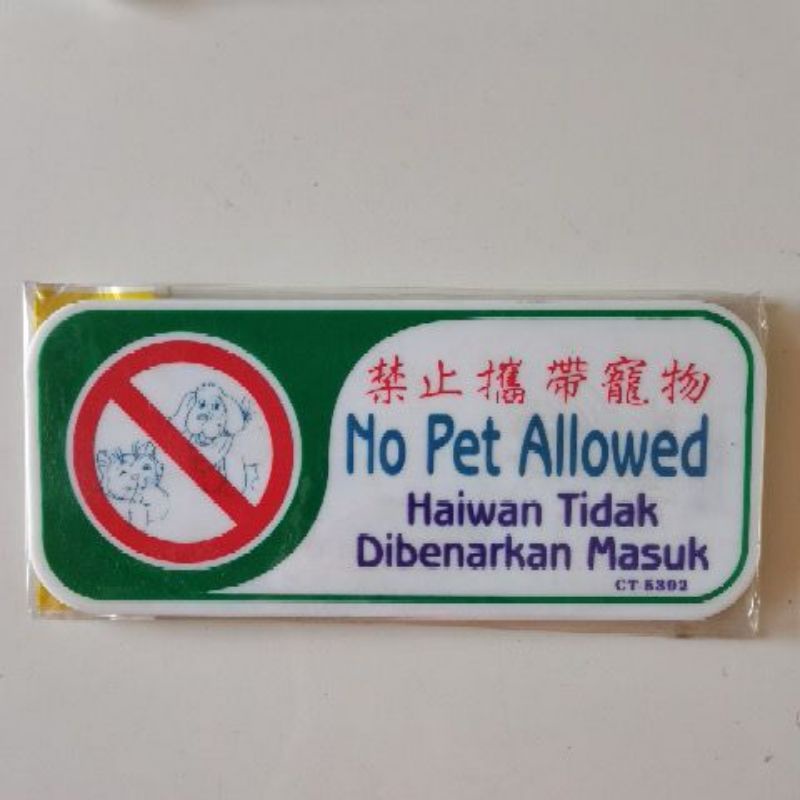 禁止攜帶寵物
No Pet Allowed
Haiwan Tidak
Dibenarkan Masuk
CT 5392